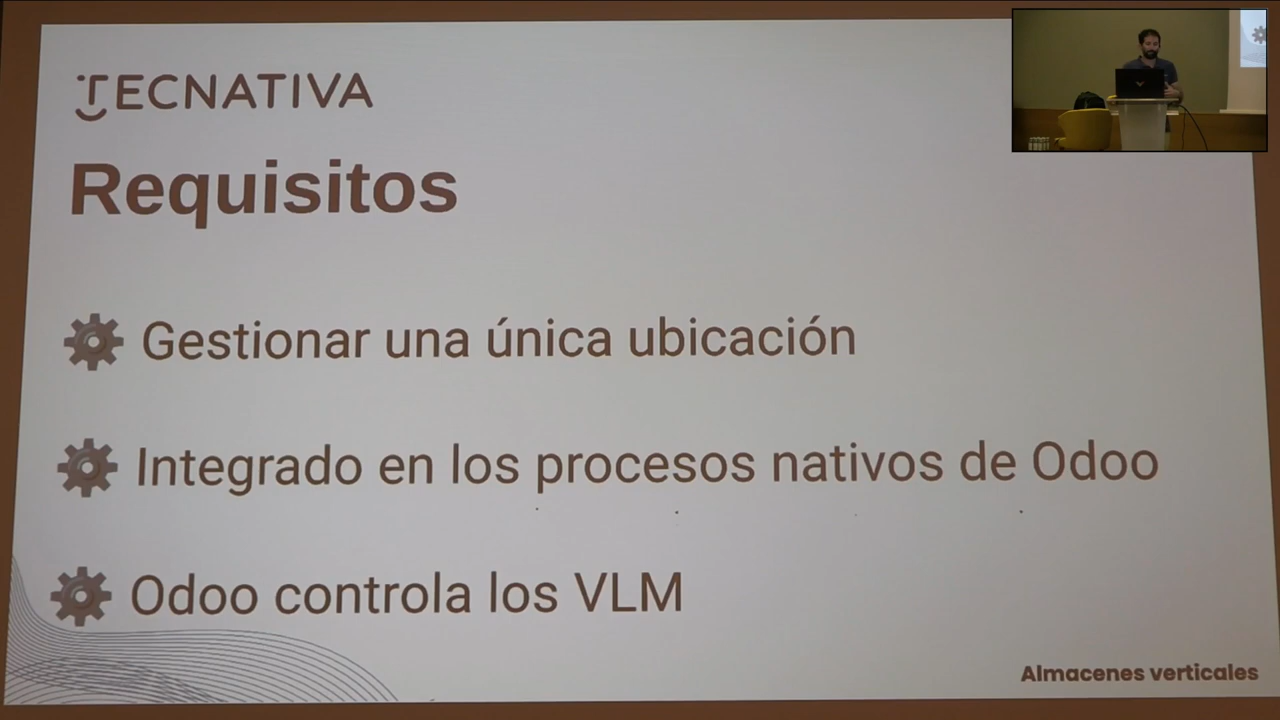 TECNATIVA
Requisitos
Gestionar una única ubicación
Integrado en los procesos nativos de Odoo
Odoo controla los VLM
Almacenes verticales